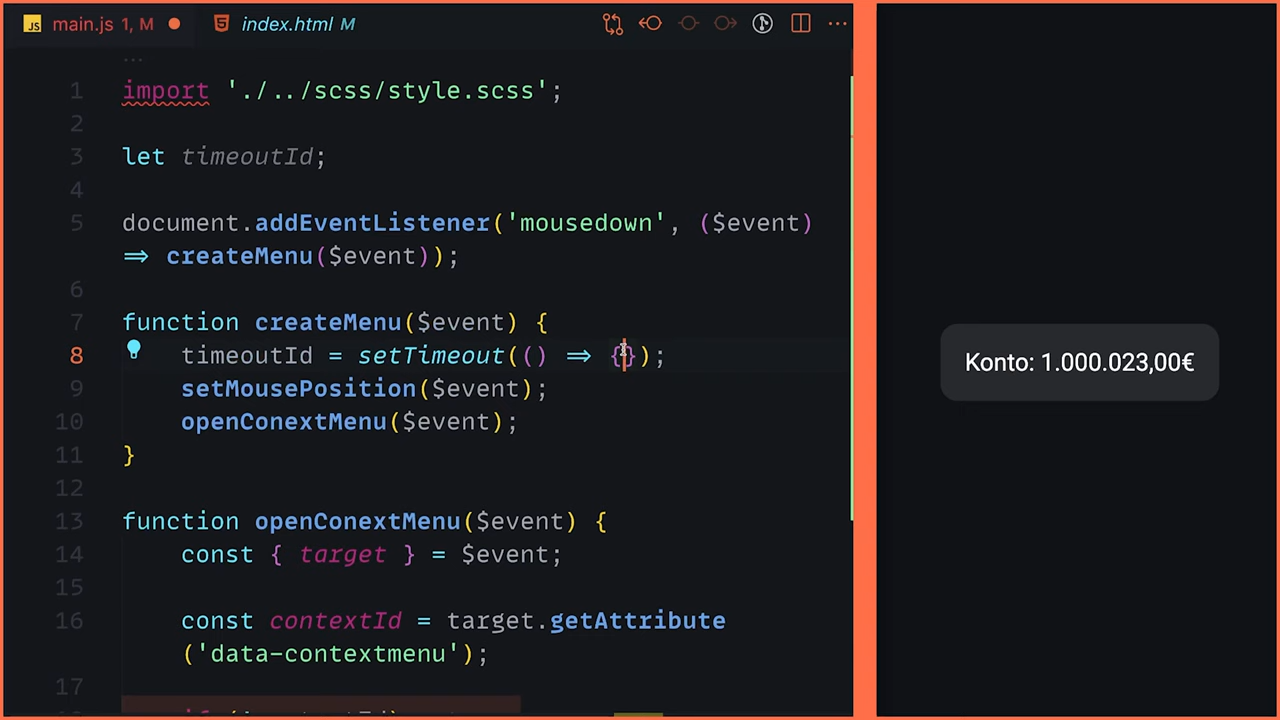 JS main.js 1, M index.html M
...
1 import './../scss/style.scss';
2
3 let timeoutId;
4
5 document.addEventListener('mousedown', ($event)
⇒ createMenu($event));
6
7 function createMenu($event) {
8 timeoutId = setTimeout(() ⇒ {});
9 setMousePosition($event);
10 openConextMenu($event);
11 }
12
13 function openConextMenu($event) {
14 const { target } = $event;
15
16 const contextId = target.getAttribute
('data-contextmenu');
17
Konto: 1.000.023,00€